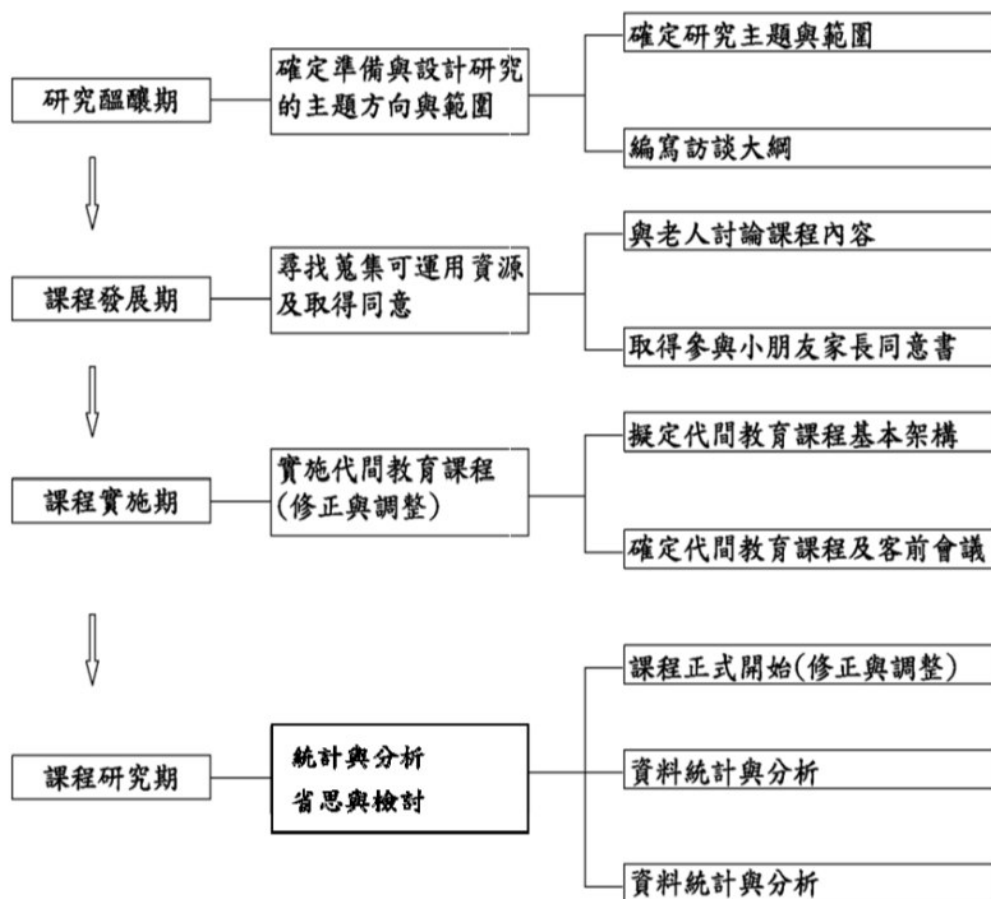 研究醞釀期
確定準備與設計研究
的主題方向與範圍
確定研究主題與範圍
編寫訪談大綱
課程發展期
尋找蒐集可運用資源
及取得同意
與老人討論課程內容
取得參與小朋友家長同意書
課程實施期
實施代間教育課程
(修正與調整)
擬定代間教育課程基本架構
確定代間教育課程及客前會議
課程研究期
統計與分析
省思與檢討
課程正式開始(修正與調整)
資料統計與分析
資料統計與分析